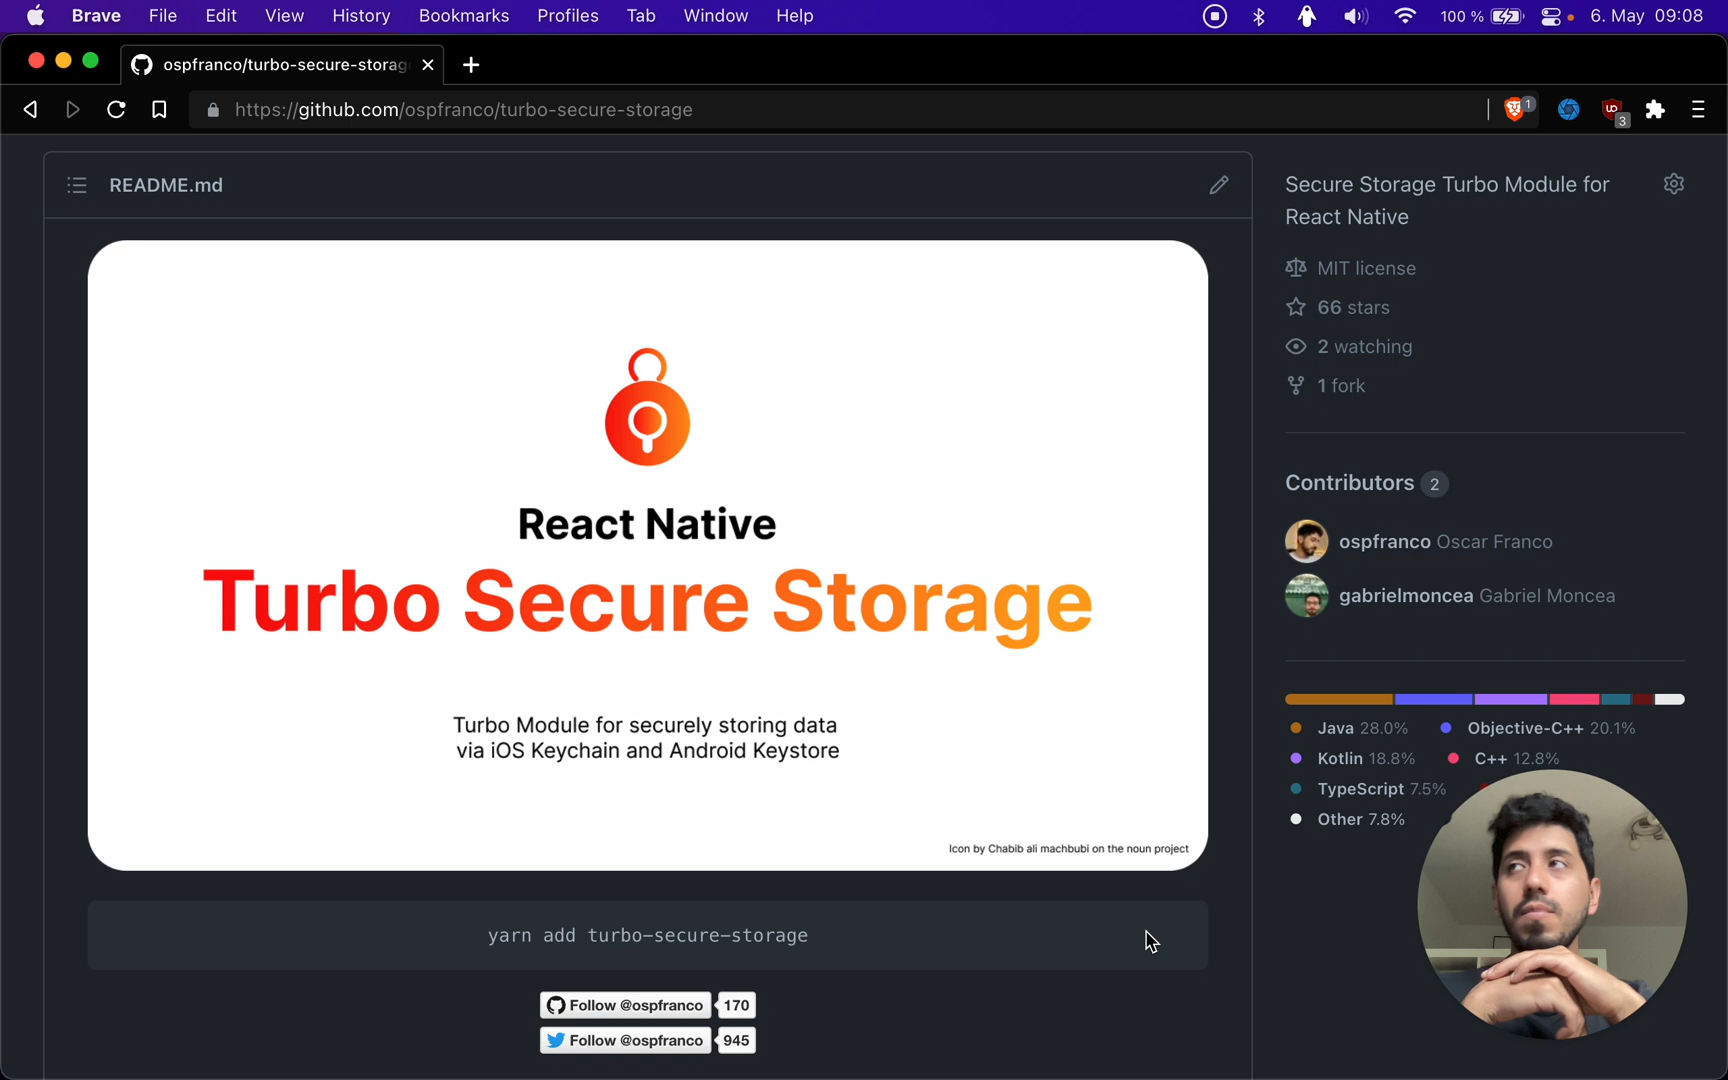 Brave File Edit View History Bookmarks Profiles Tab Window Help 100 % 6. May 09:08
ospfranco/turbo-secure-storag
https://github.com/ospfranco/turbo-secure-storage 1 3
README.md
React Native
Turbo Secure Storage
Turbo Module for securely storing data
via iOS Keychain and Android Keystore
Icon by Chabib ali machbubi on the noun project
yarn add turbo-secure-storage
Follow @ospfranco 170
Follow @ospfranco 945
Secure Storage Turbo Module for
React Native
MIT license
66 stars
2 watching
1 fork
Contributors 2
ospfranco Oscar Franco
gabrielmoncea Gabriel Moncea
Java 28.0% Objective-C++ 20.1%
Kotlin 18.8% C++ 12.8%
TypeScript 7.5%
Other 7.8%